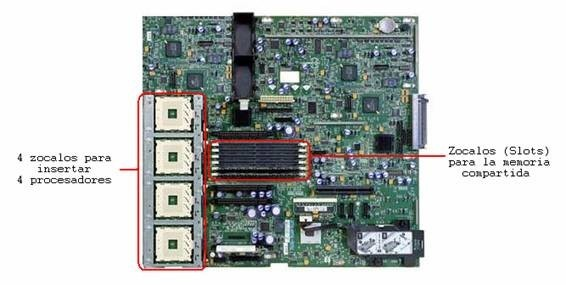 4 zocalos para
insertar
4 procesadores
Zocalos (Slots)
para la memoria
compartida